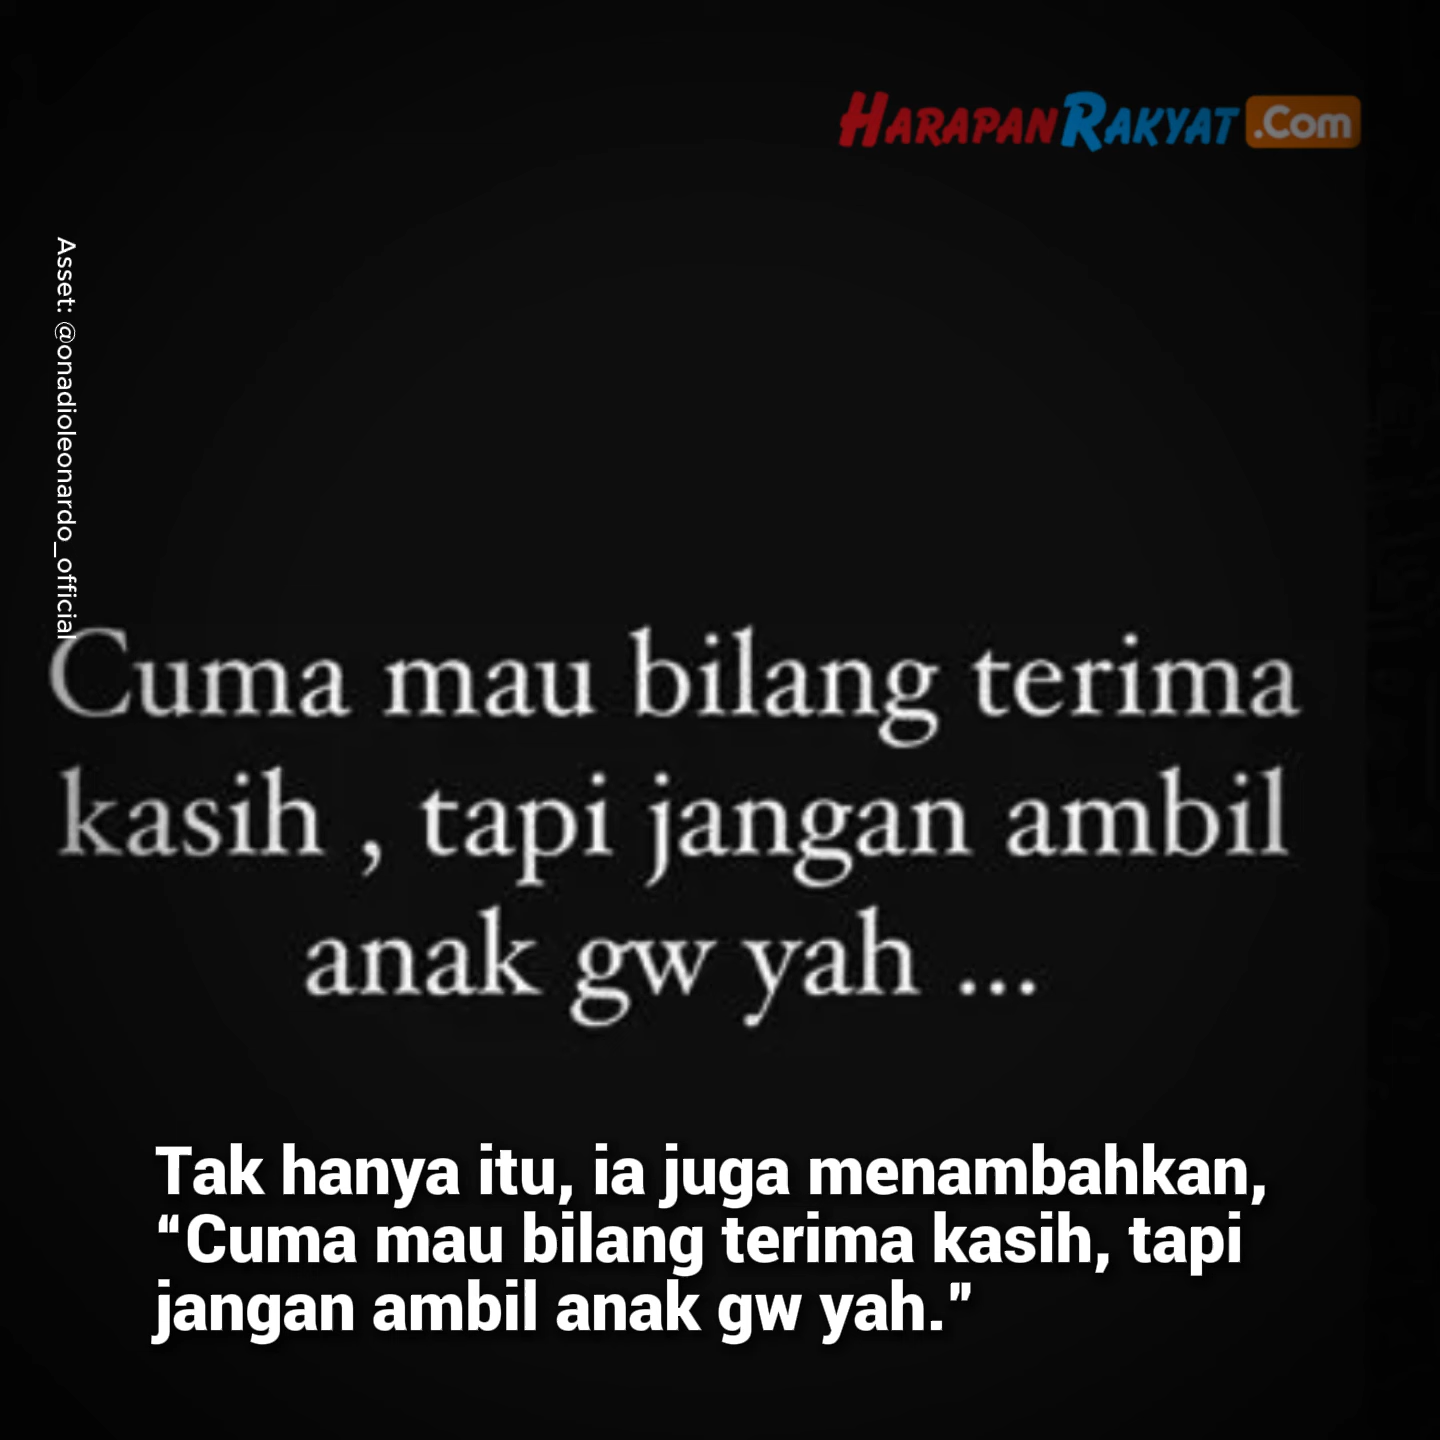 HARAPANRAKYAT.Com
Asset: @onadioleonardo_official
Cuma mau bilang terima
kasih , tapi jangan ambil
anak gw yah ...
Tak hanya itu, ia juga menambahkan,
“Cuma mau bilang terima kasih, tapi
jangan ambil anak gw yah.”